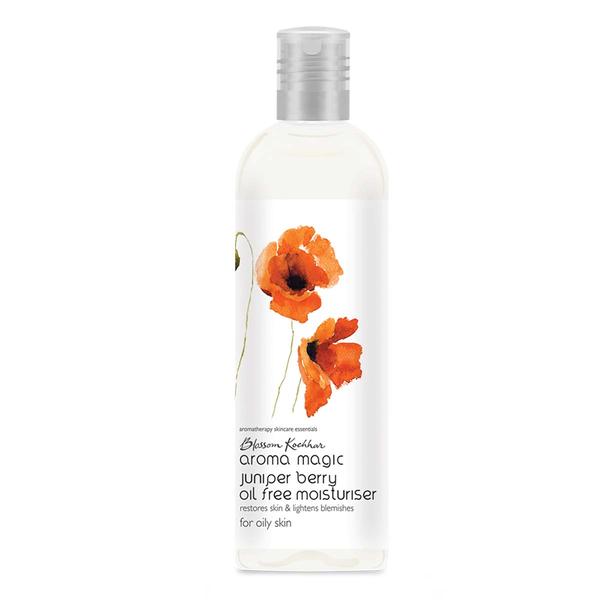 aromatherapy skincare essentials
Blossom Kochhar
aroma magic
juniper berry
oil free moisturiser
restores skin & lightens blemishes
for oily skin